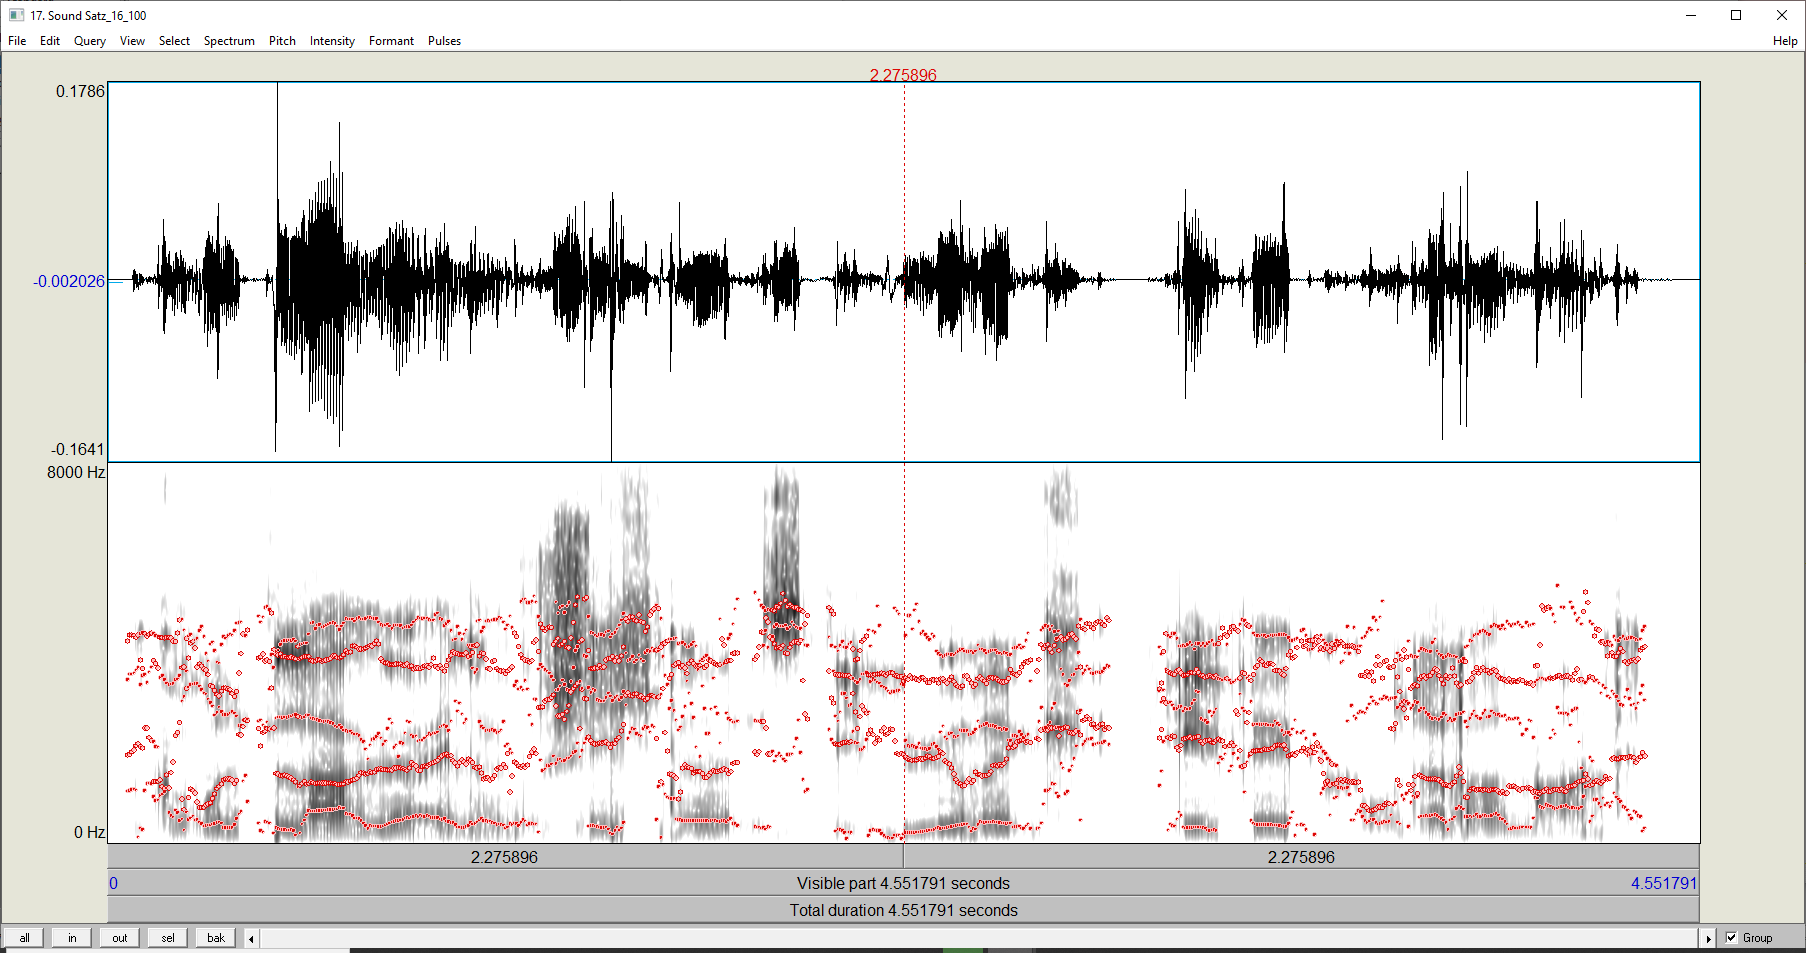 17. Sound Satz_16_100
File Edit Query View Select Spectrum Pitch Intensity Formant Pulses Help
2.275896
0.1786
-0.002026
-0.1641
8000 Hz
0 Hz
2.275896 2.275896
0 Visible part 4.551791 seconds 4.551791
Total duration 4.551791 seconds
all in out sel bak Group